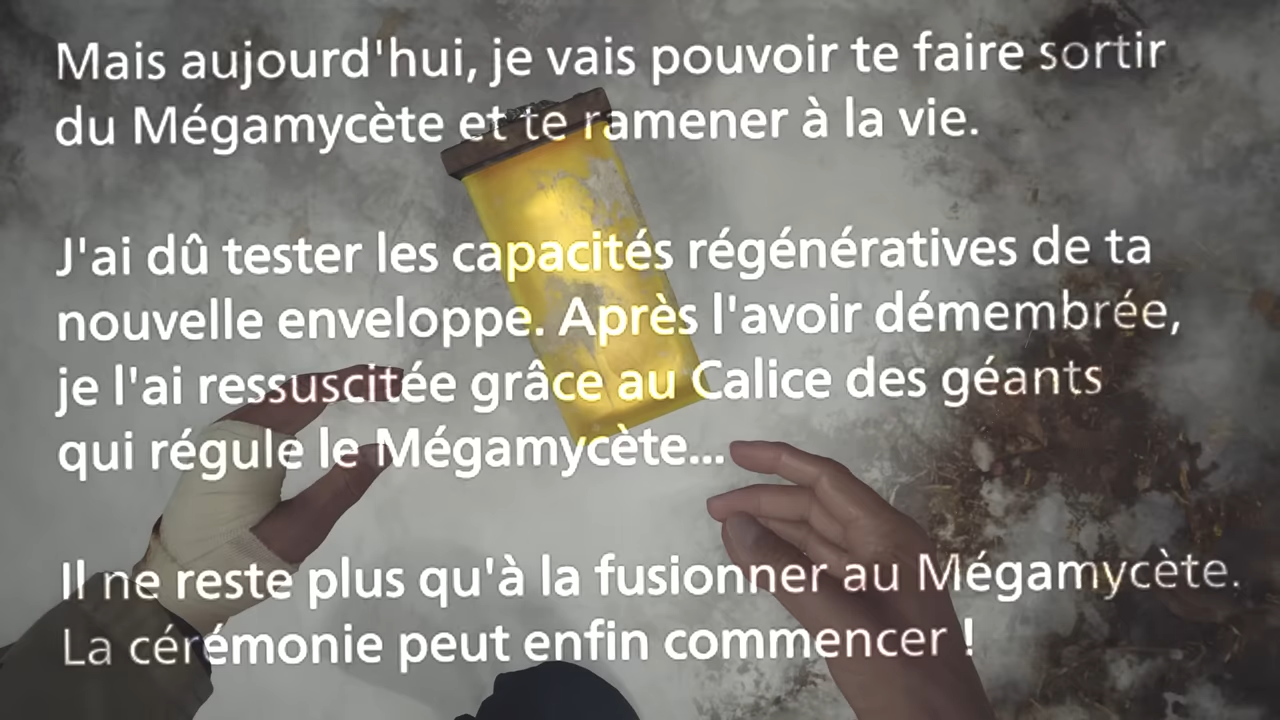 Mais aujourd'hui, je vais pouvoir te faire sortir
du Mégamycète et te ramener à la vie.
J'ai dû tester les capacités régénératives de ta
nouvelle enveloppe. Après l'avoir démembrée,
je l'ai ressuscitée grâce au Calice des géants
qui régule le Mégamycète...
Il ne reste plus qu'à la fusionner au Mégamycète.
La cérémonie peut enfin commencer !